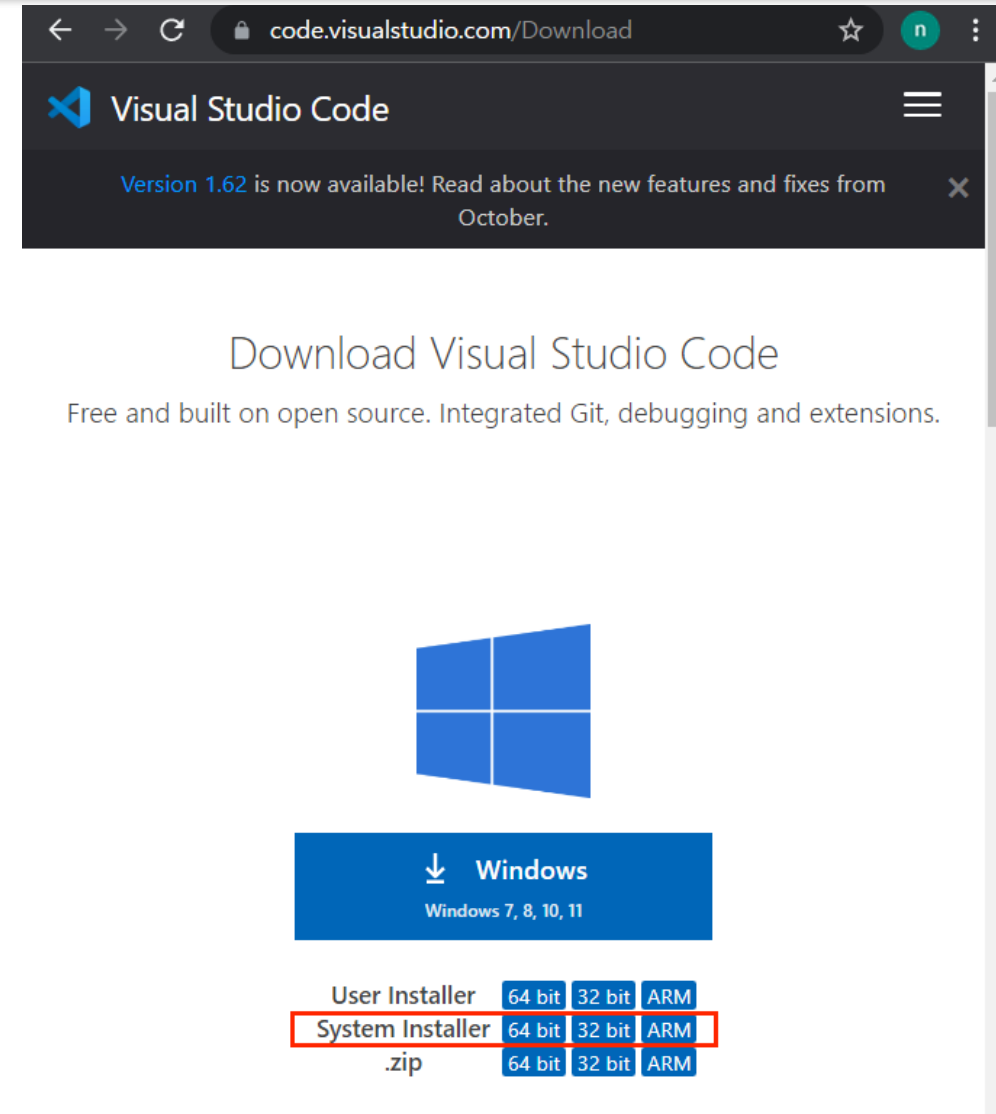 code.visualstudio.com/Download
n
Visual Studio Code
Version 1.62 is now available! Read about the new features and fixes from
October.
Download Visual Studio Code
Free and built on open source. Integrated Git, debugging and extensions.
Windows
Windows 7, 8, 10, 11
User Installer 64 bit 32 bit ARM
System Installer 64 bit 32 bit ARM
.zip 64 bit 32 bit ARM